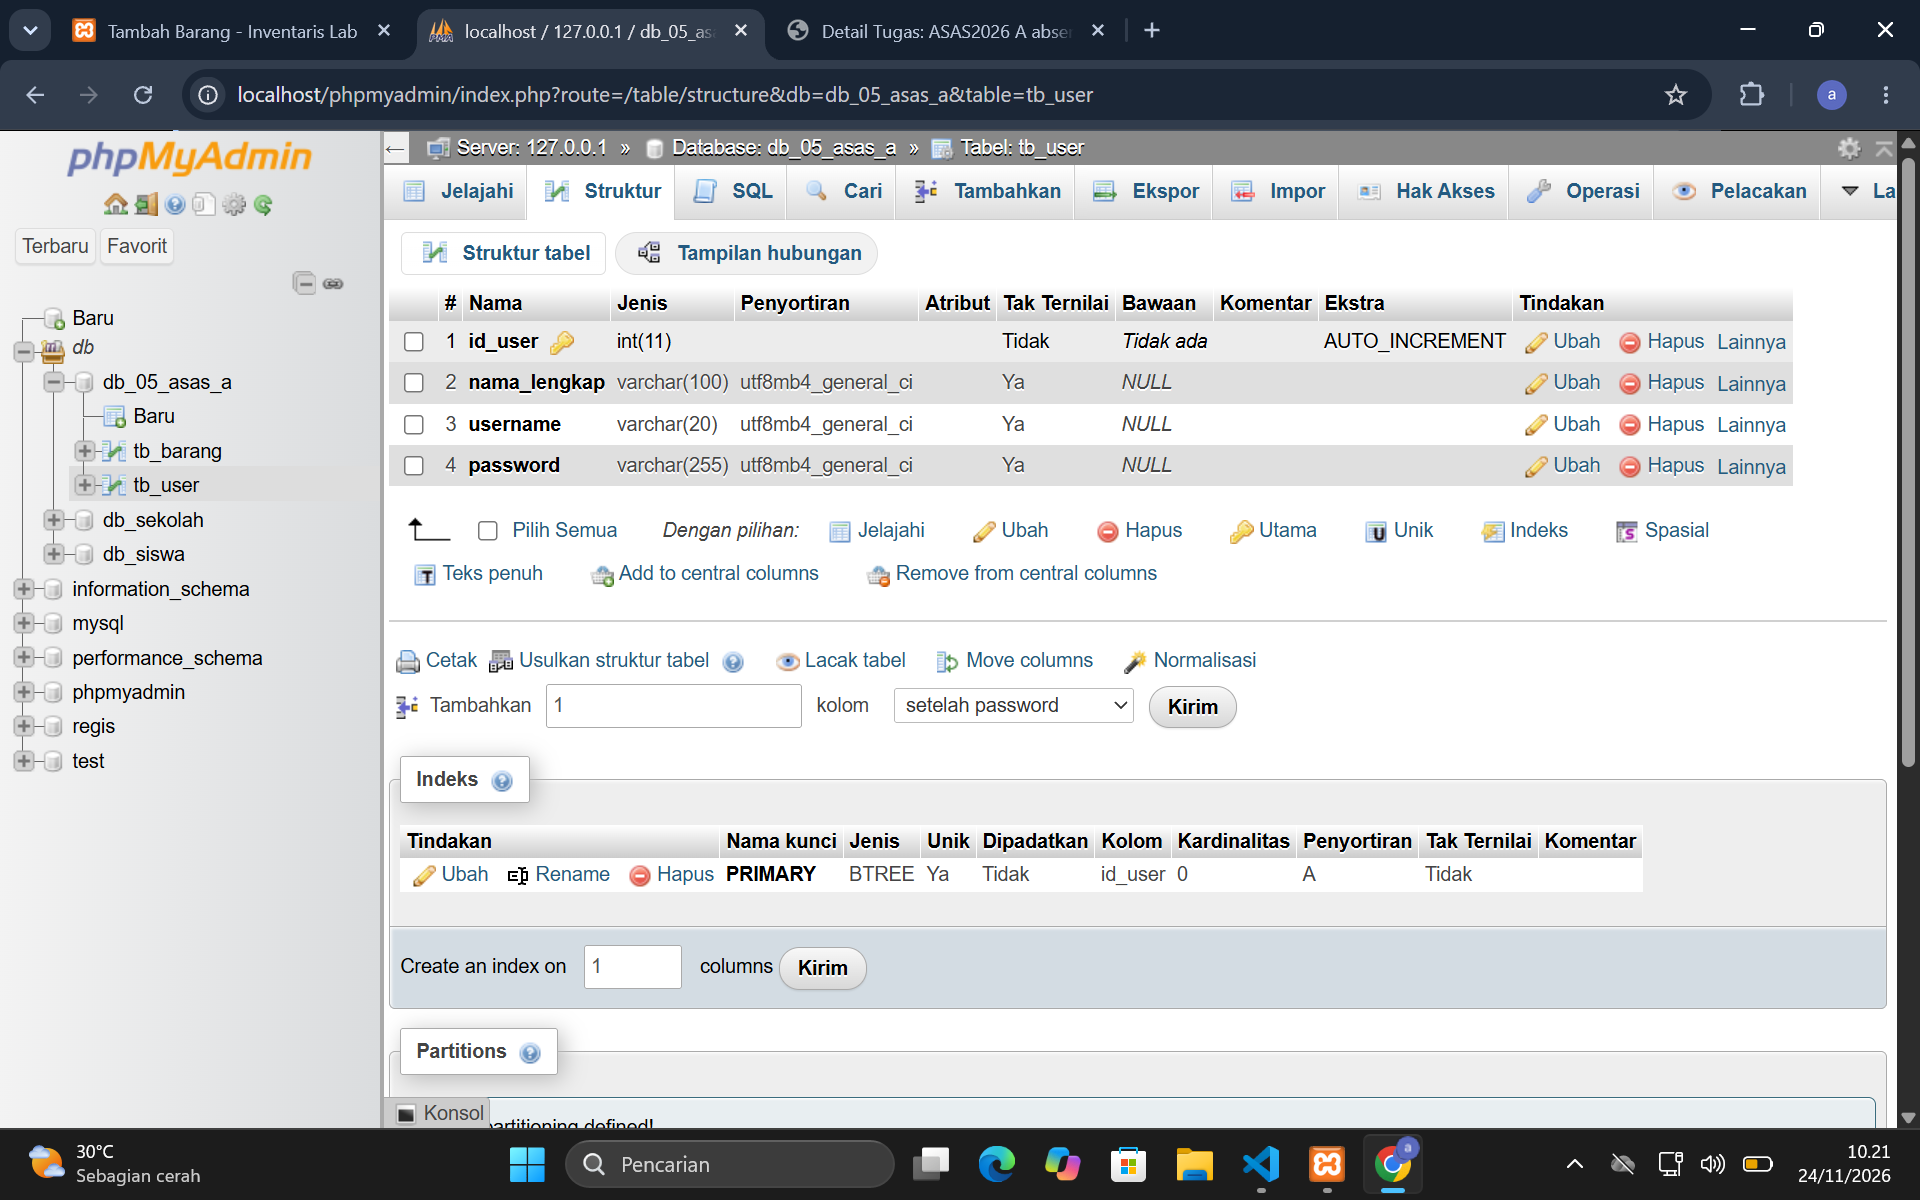 Tambah Barang - Inventaris Lab
localhost / 127.0.0.1 / db_05_as
Detail Tugas: ASAS2026 A abse
localhost/phpmyadmin/index.php?route=/table/structure&db=db_05_asas_a&table=tb_user
a
phpMyAdmin
Terbaru Favorit
Baru
db
db_05_asas_a
Baru
tb_barang
tb_user
db_sekolah
db_siswa
information_schema
mysql
performance_schema
phpmyadmin
regis
test
Server: 127.0.0.1 » Database: db_05_asas_a » Tabel: tb_user
Jelajahi Struktur SQL Cari Tambahkan Ekspor Impor Hak Akses Operasi Pelacakan La
Struktur tabel Tampilan hubungan
# Nama Jenis Penyortiran Atribut Tak Ternilai Bawaan Komentar Ekstra Tindakan
1 id_user int(11) Tidak Tidak ada AUTO_INCREMENT Ubah Hapus Lainnya
2 nama_lengkap varchar(100) utf8mb4_general_ci Ya NULL Ubah Hapus Lainnya
3 username varchar(20) utf8mb4_general_ci Ya NULL Ubah Hapus Lainnya
4 password varchar(255) utf8mb4_general_ci Ya NULL Ubah Hapus Lainnya
Pilih Semua Dengan pilihan: Jelajahi Ubah Hapus Utama Unik Indeks Spasial
Teks penuh Add to central columns Remove from central columns
Cetak Usulkan struktur tabel Lacak tabel Move columns Normalisasi
Tambahkan 1 kolom setelah password Kirim
Indeks
Tindakan Nama kunci Jenis Unik Dipadatkan Kolom Kardinalitas Penyortiran Tak Ternilai Komentar
Ubah Rename Hapus PRIMARY BTREE Ya Tidak id_user 0 A Tidak
Create an index on 1 columns Kirim
Partitions
Konsol
artitioning defined!
30°C
Sebagian cerah
Pencarian
a
10.21
24/11/2026